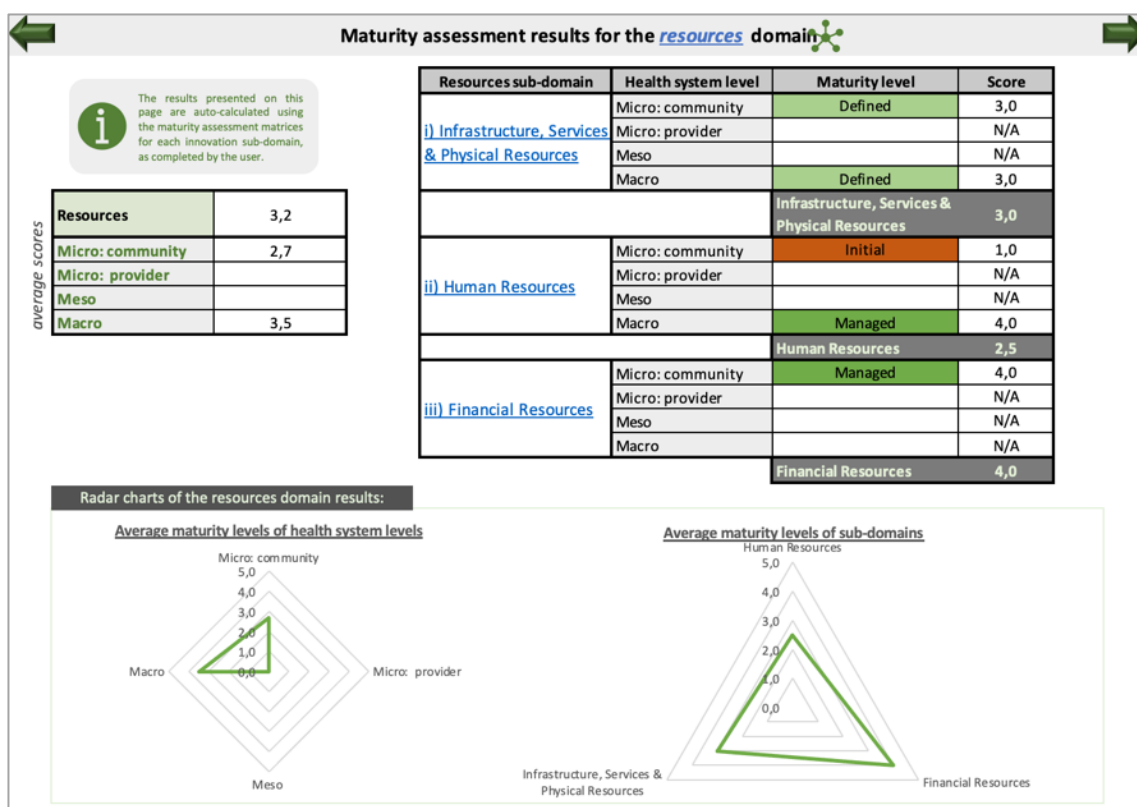 Maturity assessment results for the resources domain
The results presented on this
page are auto-calculated using
the maturity assessment matrices
for each innovation sub-domain,
as completed by the user.
average scores
Resources 3,2
Micro: community 2,7
Micro: provider
Meso
Macro 3,5
Resources sub-domain Health system level Maturity level Score
i) Infrastructure, Services
& Physical Resources
Micro: community Defined 3,0
Micro: provider N/A
Meso N/A
Macro Defined 3,0
Infrastructure, Services &
Physical Resources 3,0
ii) Human Resources
Micro: community Initial 1,0
Micro: provider N/A
Meso N/A
Macro Managed 4,0
Human Resources 2,5
iii) Financial Resources
Micro: community Managed 4,0
Micro: provider N/A
Meso N/A
Macro N/A
Financial Resources 4,0
Radar charts of the resources domain results:
Average maturity levels of health system levels
Micro: community
5,0
4,0
3,0
2,0
1,0
0,0
Macro
Micro: provider
Meso
Average maturity levels of sub-domains
Human Resources
5,0
4,0
3,0
2,0
1,0
0,0
Infrastructure, Services &
Physical Resources
Financial Resources